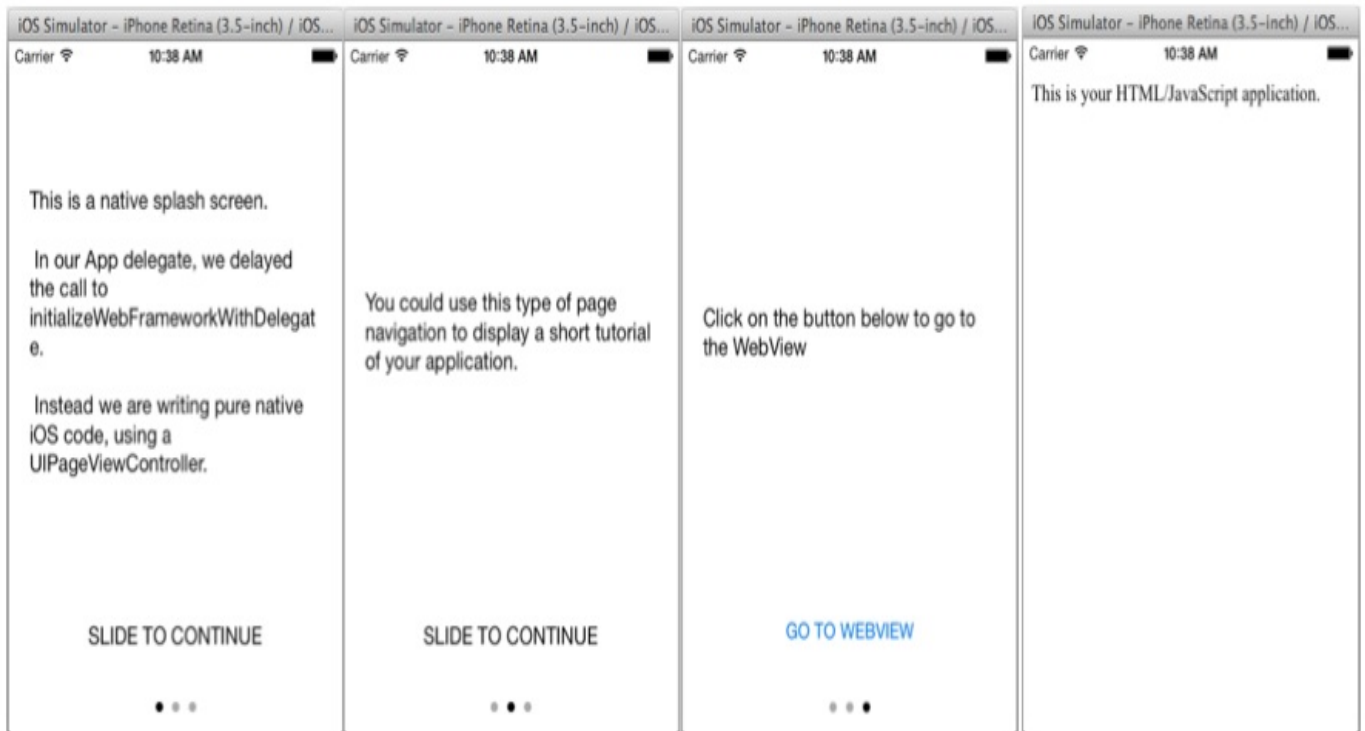 iOS Simulator – iPhone Retina (3.5-inch) / iOS...
Carrier
10:38 AM
This is a native splash screen.
In our App delegate, we delayed
the call to
initializeWebFrameworkWithDelegat
e.
Instead we are writing pure native
iOS code, using a
UIPageViewController.
SLIDE TO CONTINUE
iOS Simulator – iPhone Retina (3.5-inch) / iOS...
Carrier
10:38 AM
You could use this type of page
navigation to display a short tutorial
of your application.
SLIDE TO CONTINUE
iOS Simulator – iPhone Retina (3.5-inch) / iOS...
Carrier
10:38 AM
Click on the button below to go to
the WebView
GO TO WEBVIEW
iOS Simulator – iPhone Retina (3.5-inch) / iOS...
Carrier
10:38 AM
This is your HTML/JavaScript application.